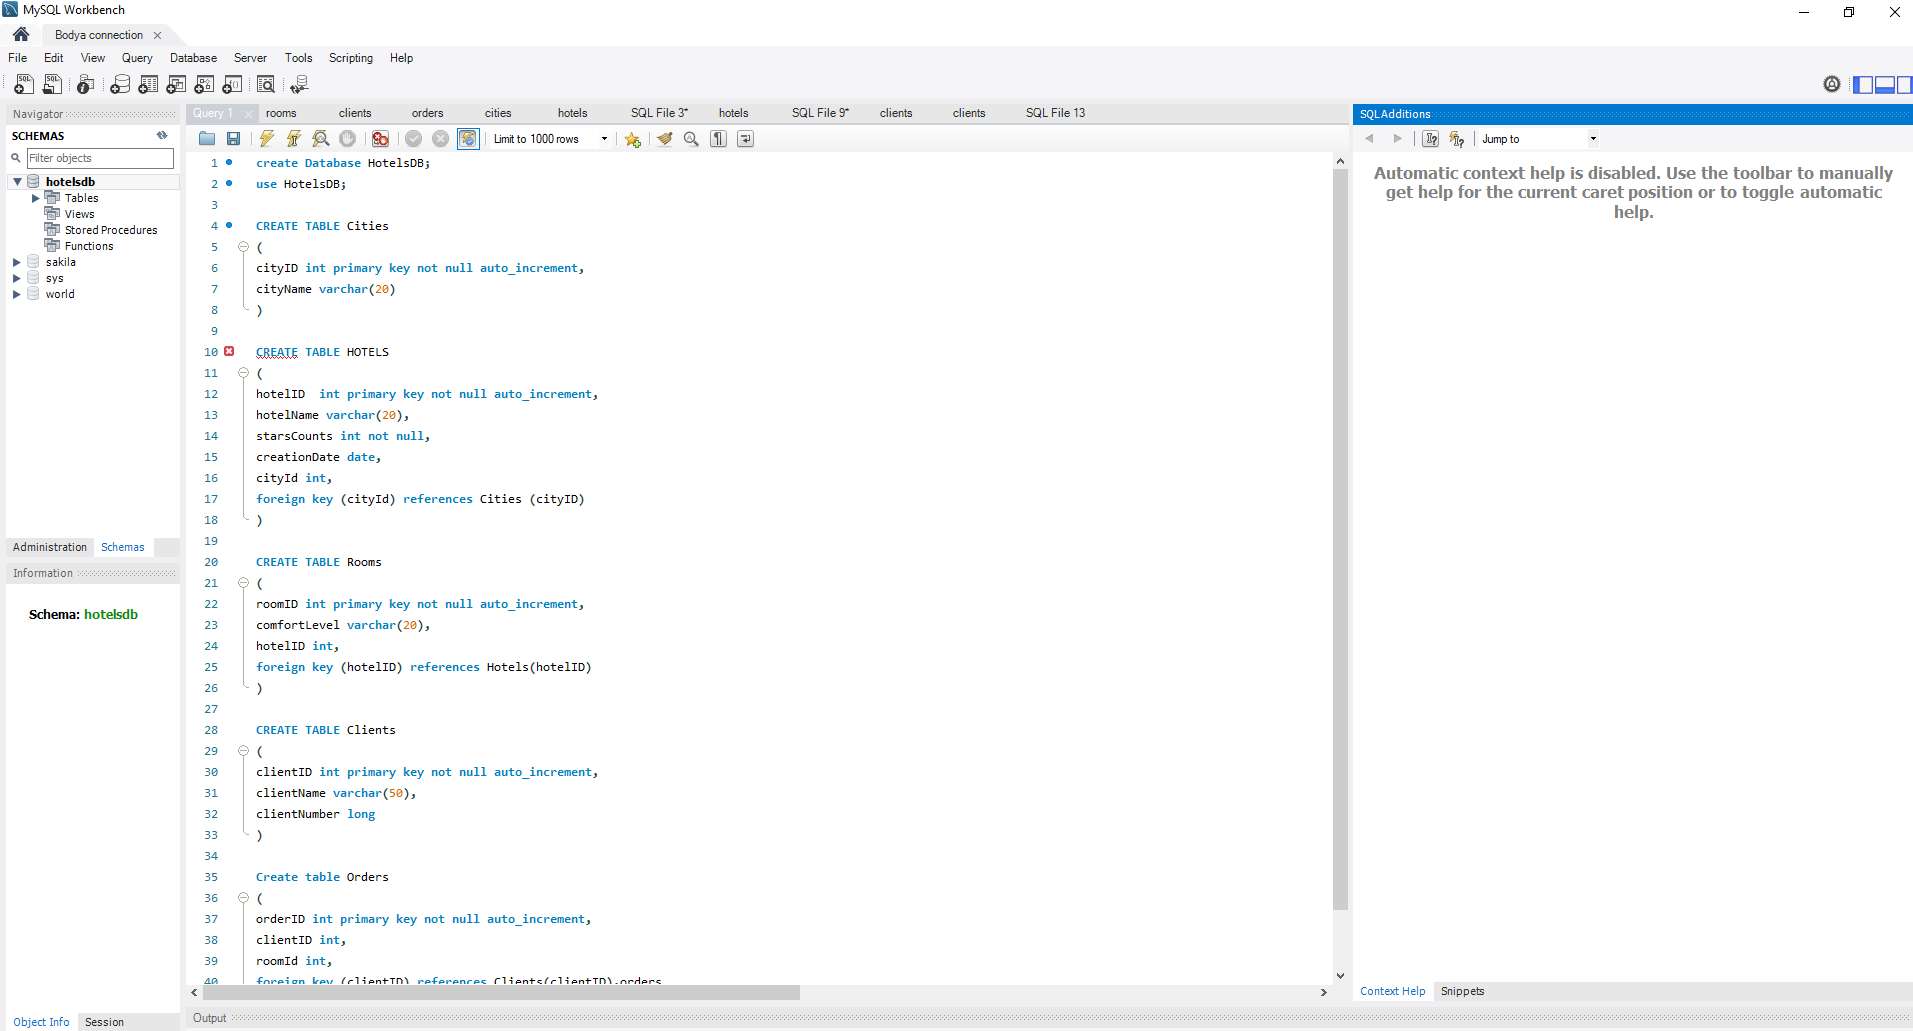 MySQL Workbench
Bodya connection
File Edit View Query Database Server Tools Scripting Help
Navigator
SCHEMAS
Filter objects
hotelsdb
Tables
Views
Stored Procedures
Functions
sakila
sys
world
Administration Schemas
Information
Schema: hotelsdb
Object Info Session
Query 1 rooms clients orders cities hotels SQL File 3* hotels SQL File 9* clients clients SQL File 13
Limit to 1000 rows
1 create Database HotelsDB;
2 use HotelsDB;
3
4 CREATE TABLE Cities
5 (
6 cityID int primary key not null auto_increment,
7 cityName varchar(20)
8 )
9
10 CREATE TABLE HOTELS
11 (
12 hotelID  int primary key not null auto_increment,
13 hotelName varchar(20),
14 starsCounts int not null,
15 creationDate date,
16 cityId int,
17 foreign key (cityId) references Cities (cityID)
18 )
19
20 CREATE TABLE Rooms
21 (
22 roomID int primary key not null auto_increment,
23 comfortLevel varchar(20),
24 hotelID int,
25 foreign key (hotelID) references Hotels(hotelID)
26 )
27
28 CREATE TABLE Clients
29 (
30 clientID int primary key not null auto_increment,
31 clientName varchar(50),
32 clientNumber long
33 )
34
35 Create table Orders
36 (
37 orderID int primary key not null auto_increment,
38 clientID int,
39 roomId int,
40 foreign key (clientID) references Clients(clientID),orders
Output
SQLAdditions
Jump to
Automatic context help is disabled. Use the toolbar to manually
get help for the current caret position or to toggle automatic
help.
Context Help Snippets